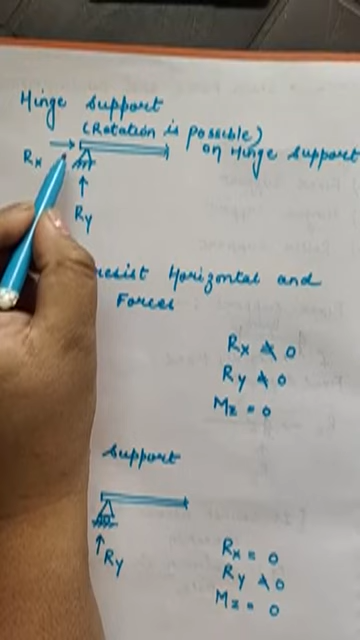 Hinge Support
(Rotation is possible)
on Hinge support
Rx
Ry
resist Horizontal and
Forces
Rx ≠ 0
Ry ≠ 0
Mz = 0
Support
Ry
Rx = 0
Ry ≠ 0
Mz = 0